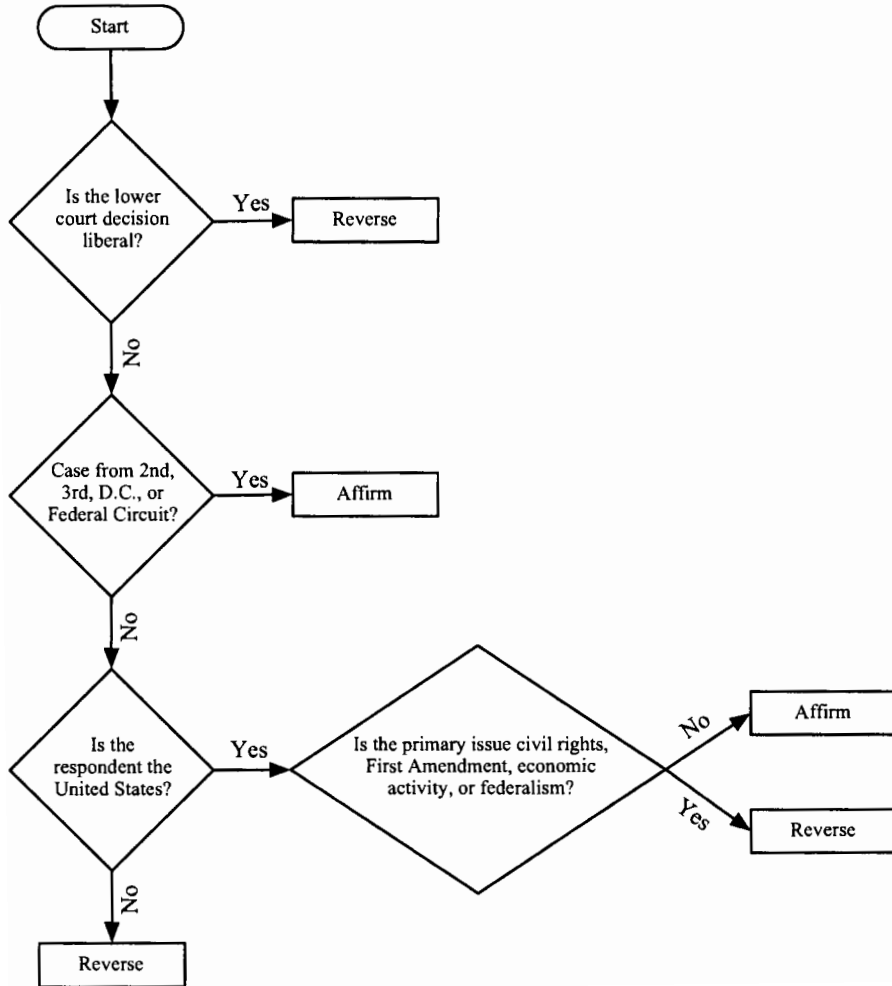 Start
Is the lower
court decision
liberal?
Yes
Reverse
No
Case from 2nd,
3rd, D.C., or
Federal Circuit?
Yes
Affirm
No
Is the
respondent the
United States?
Yes
Is the primary issue civil rights,
First Amendment, economic
activity, or federalism?
No
Affirm
Yes
Reverse
No
Reverse